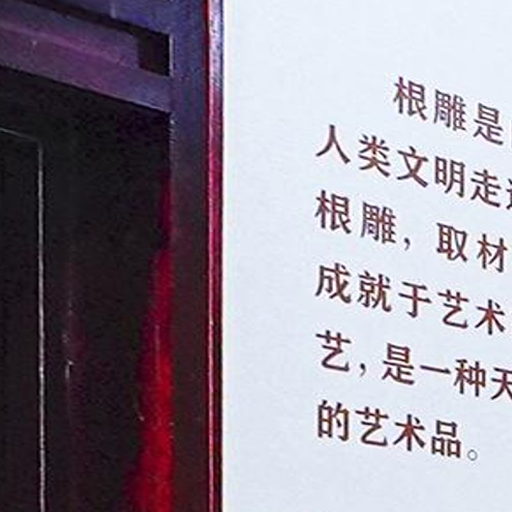 根雕是
人类文明走
根雕，取材
成就于艺术
艺，是一种天
的艺术品。